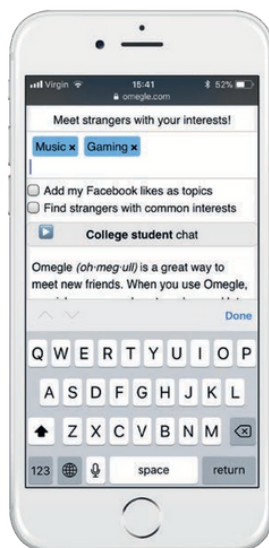 Virgin 15:41 52%
omegle.com
Meet strangers with your interests!
Music × Gaming ×
Add my Facebook likes as topics
Find strangers with common interests
College student chat
Omegle (oh·meg·ull) is a great way to
meet new friends. When you use Omegle,
Done
Q W E R T Y U I O P
A S D F G H J K L
Z X C V B N M
123 space return